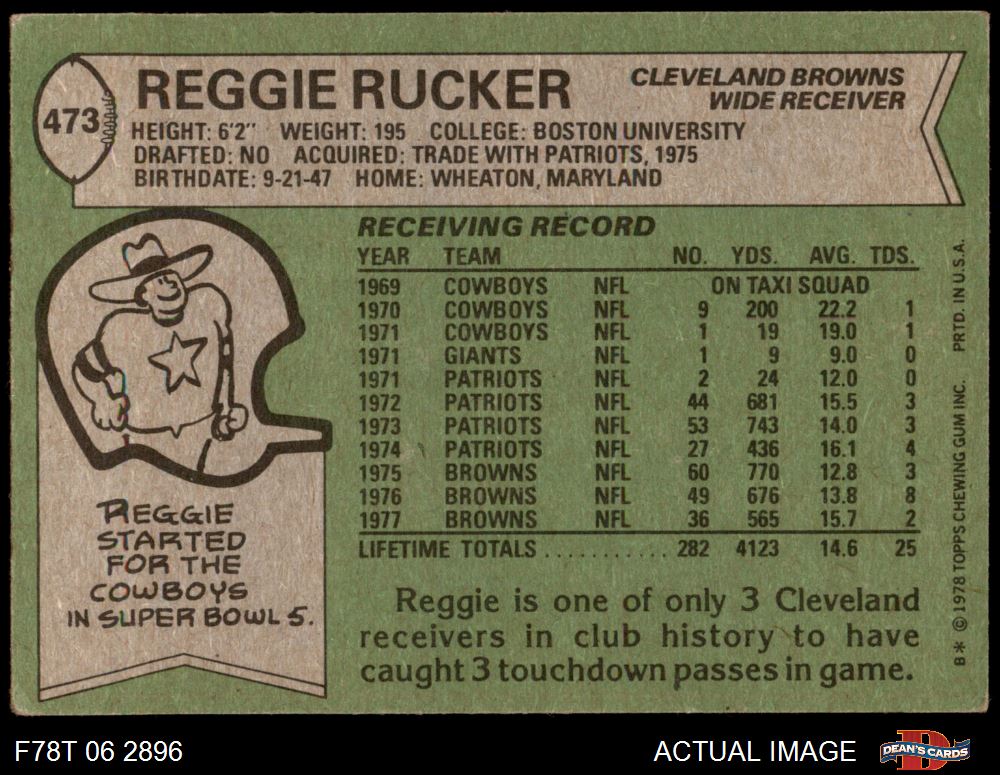 473
REGGIE RUCKER
CLEVELAND BROWNS
WIDE RECEIVER
HEIGHT: 6'2" WEIGHT: 195 COLLEGE: BOSTON UNIVERSITY
DRAFTED: NO ACQUIRED: TRADE WITH PATRIOTS, 1975
BIRTHDATE: 9-21-47 HOME: WHEATON, MARYLAND
RECEIVING RECORD
YEAR TEAM NO. YDS. AVG. TDS.
1969 COWBOYS NFL ON TAXI SQUAD
1970 COWBOYS NFL 9 200 22.2 1
1971 COWBOYS NFL 1 19 19.0 1
1971 GIANTS NFL 1 9 9.0 0
1971 PATRIOTS NFL 2 24 12.0 0
1972 PATRIOTS NFL 44 681 15.5 3
1973 PATRIOTS NFL 53 743 14.0 3
1974 PATRIOTS NFL 27 436 16.1 4
1975 BROWNS NFL 60 770 12.8 3
1976 BROWNS NFL 49 676 13.8 8
1977 BROWNS NFL 36 565 15.7 2
LIFETIME TOTALS .......... 282 4123 14.6 25
REGGIE
STARTED
FOR THE
COWBOYS
IN SUPER BOWL 5.
Reggie is one of only 3 Cleveland
receivers in club history to have
caught 3 touchdown passes in game.
B* © 1978 TOPPS CHEWING GUM INC. PRTD. IN U.S.A.
F78T 06 2896
ACTUAL IMAGE
D
DEAN'S CARDS